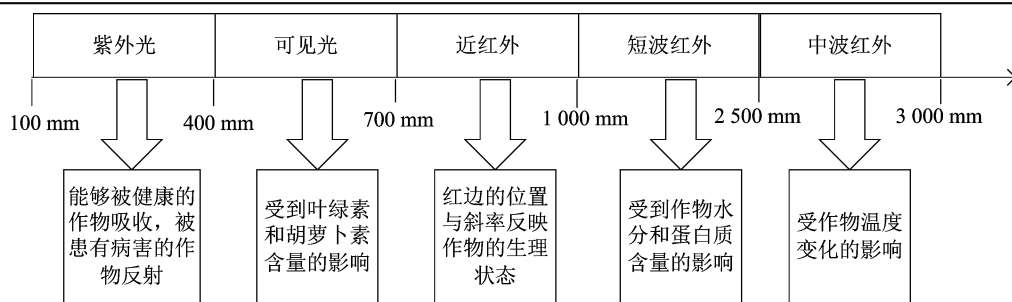 紫外光
可见光
近红外
短波红外
中波红外
100 mm
400 mm
700 mm
1 000 mm
2 500 mm
3 000 mm
能够被健康的
作物吸收，被
患有病害的作
物反射
受到叶绿素
和胡萝卜素
含量的影响
红边的位置
与斜率反映
作物的生理
状态
受到作物水
分和蛋白质
含量的影响
受作物温度
变化的影响